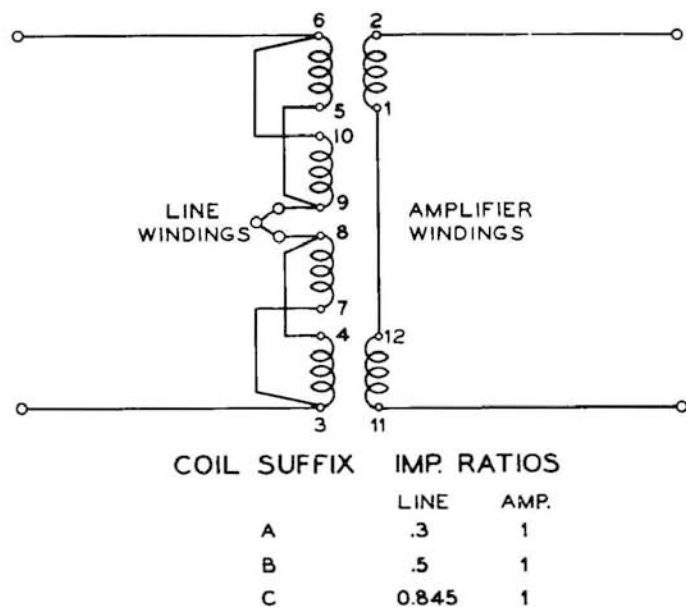 6 2
5 1
10
9
LINE WINDINGS
AMPLIFIER WINDINGS
8
7
4 12
3 11
COIL SUFFIX IMP. RATIOS
LINE AMP.
A .3 1
B .5 1
C 0.845 1